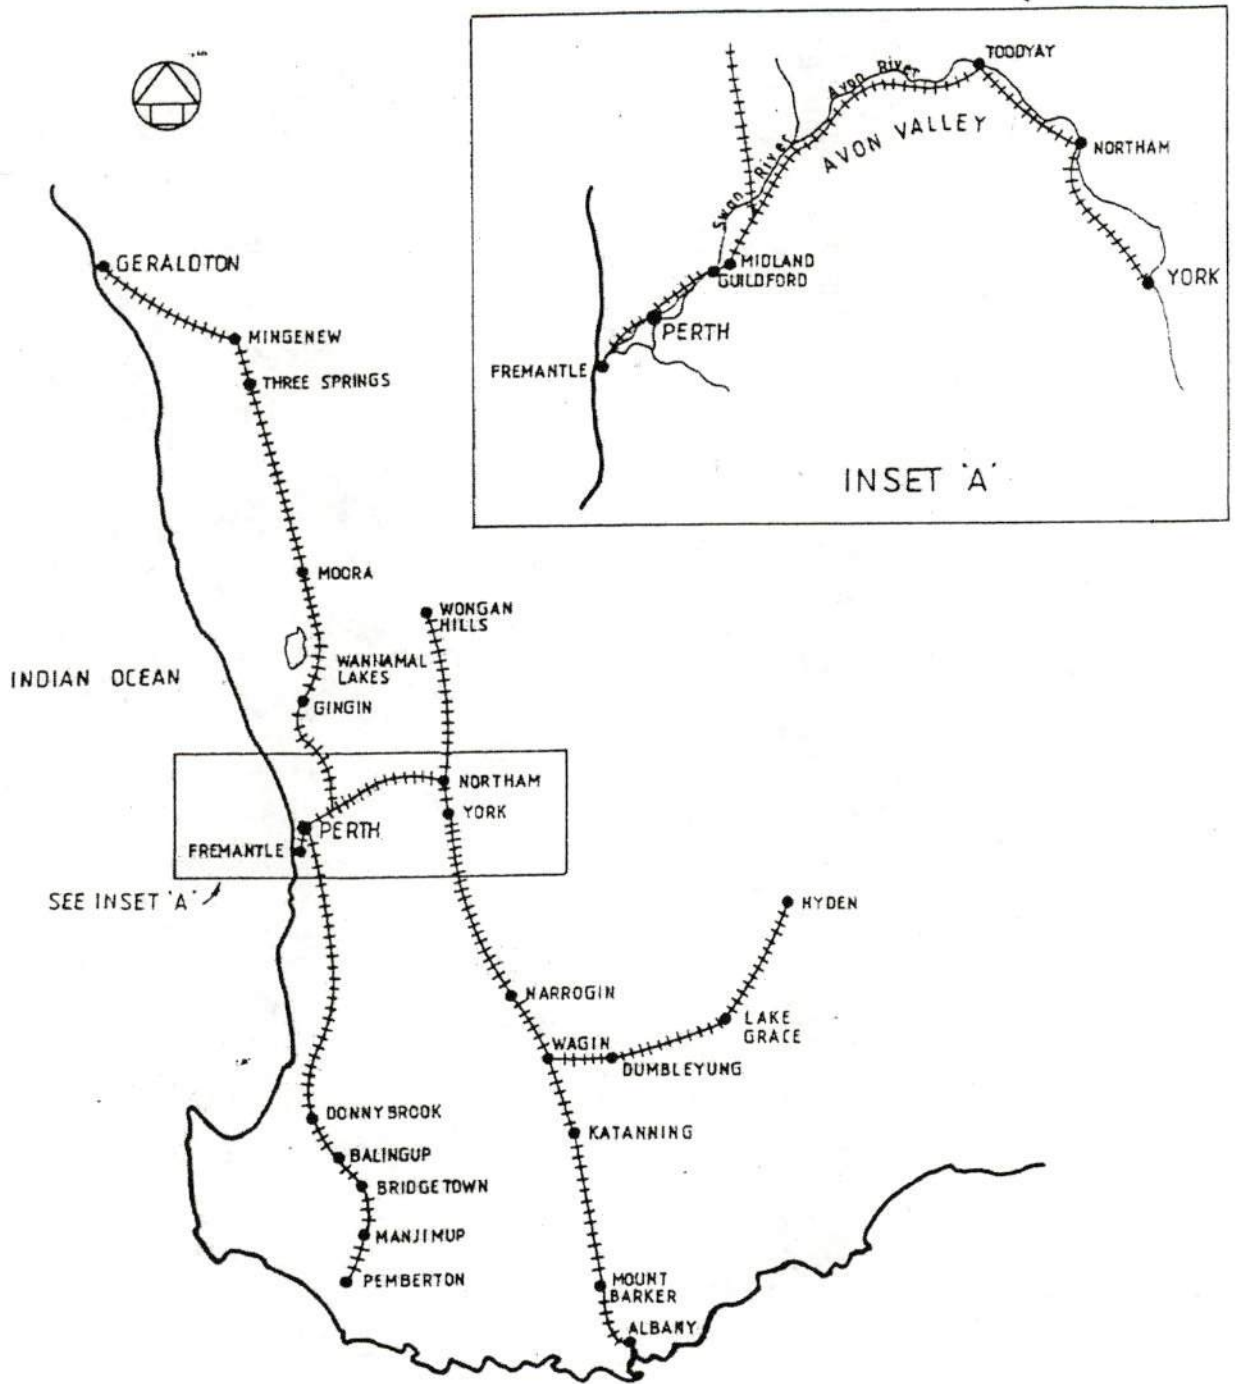 TOODYAY
Avon River
AVON VALLEY
NORTHAM
Swan River
MIDLAND
GUILDFORD
YORK
PERTH
FREMANTLE
INSET 'A'
GERALDTON
MINGENEW
THREE SPRINGS
MOORA
WONGAN
HILLS
WANNAMAL
LAKES
INDIAN OCEAN
GINGIN
NORTHAM
YORK
PERTH
FREMANTLE
SEE INSET 'A'
HYDEN
NARROGIN
LAKE
GRACE
WAGIN
DUMBLEYUNG
DONNYBROOK
KATANNING
BALINGUP
BRIDGETOWN
MANJIMUP
PEMBERTON
MOUNT
BARKER
ALBANY